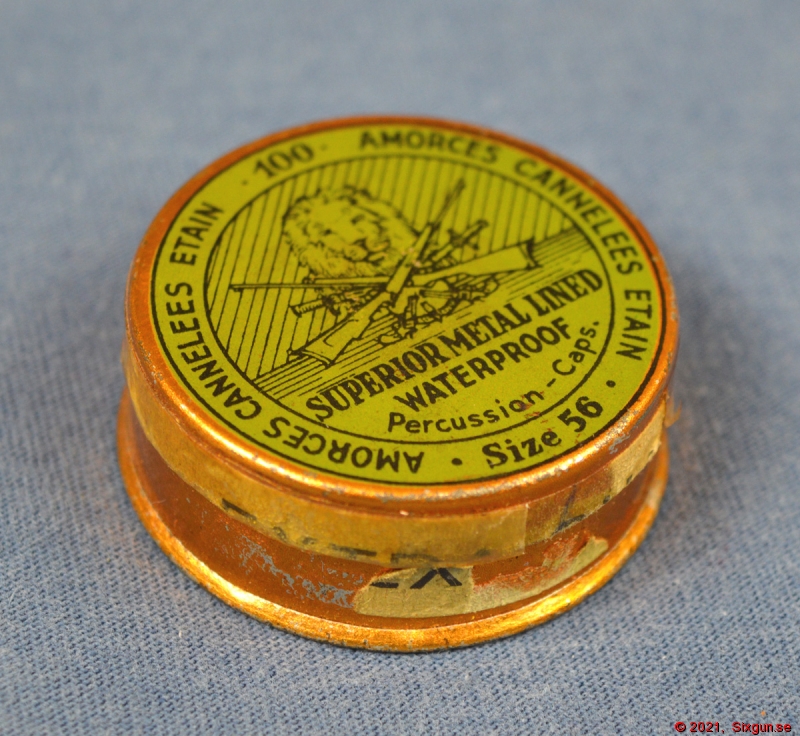 · 100 ·
AMORCES CANNELEES ETAIN
AMORCES CANNELEES ETAIN
SUPERIOR METAL LINED
WATERPROOF
Percussion-Caps.
· Size 56 ·
© 2021, Sixgun.se